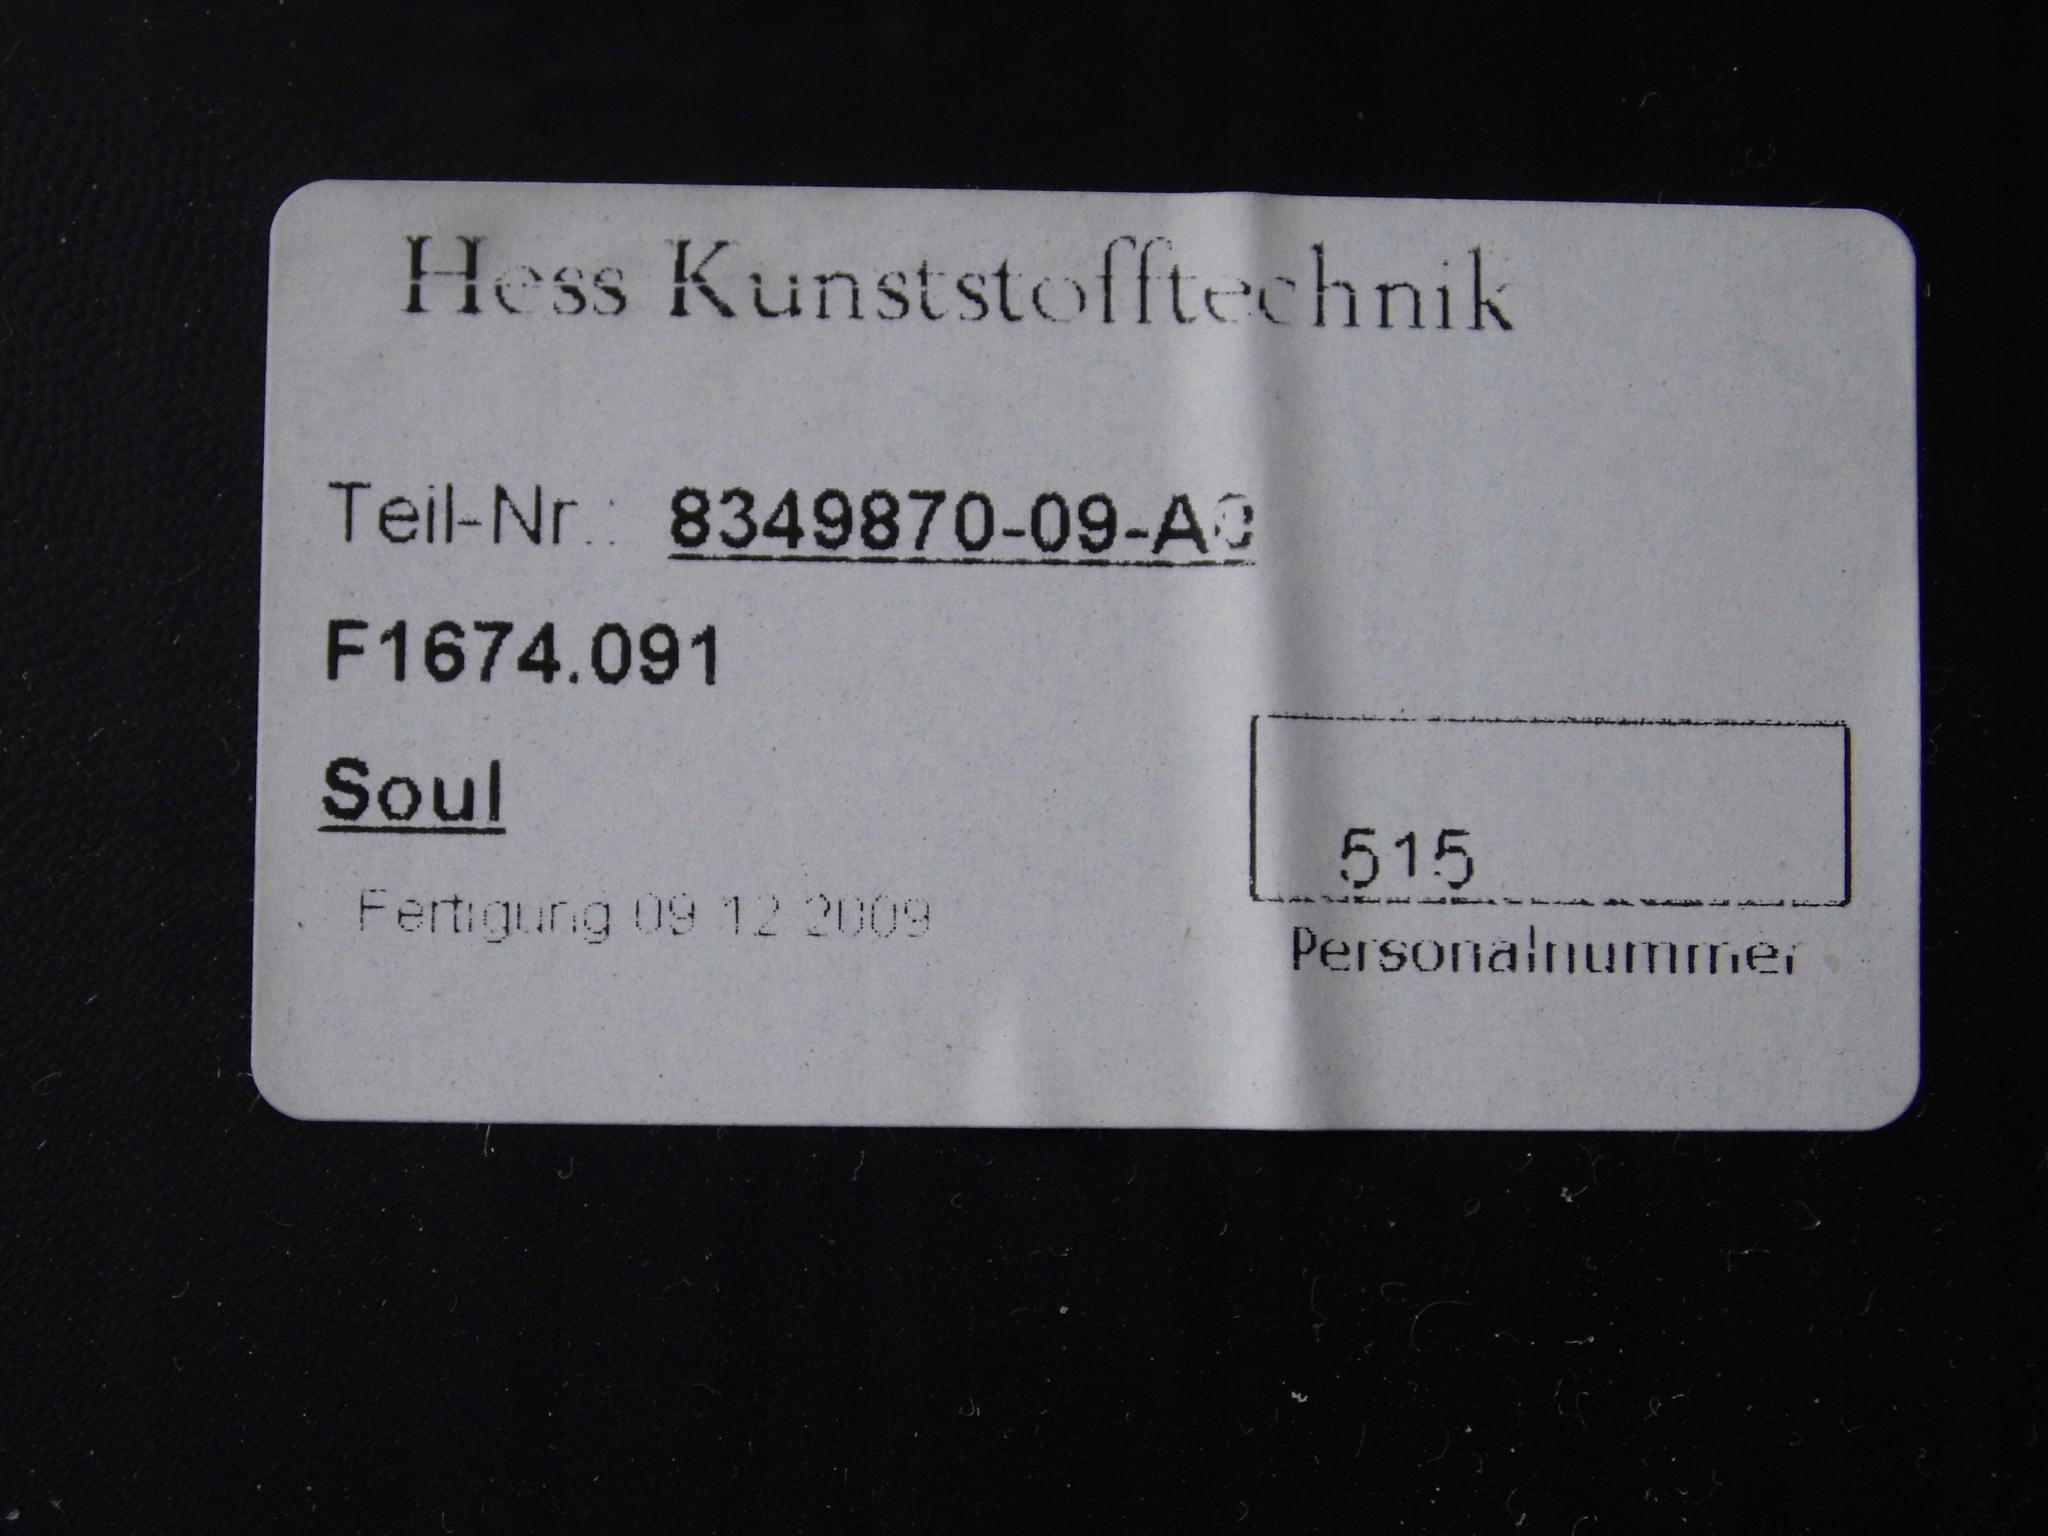 Hess Kunststofftechnik
Teil-Nr.:
F1674.091
Soul
Fertigung 09.12.2009
515
Personalnummer